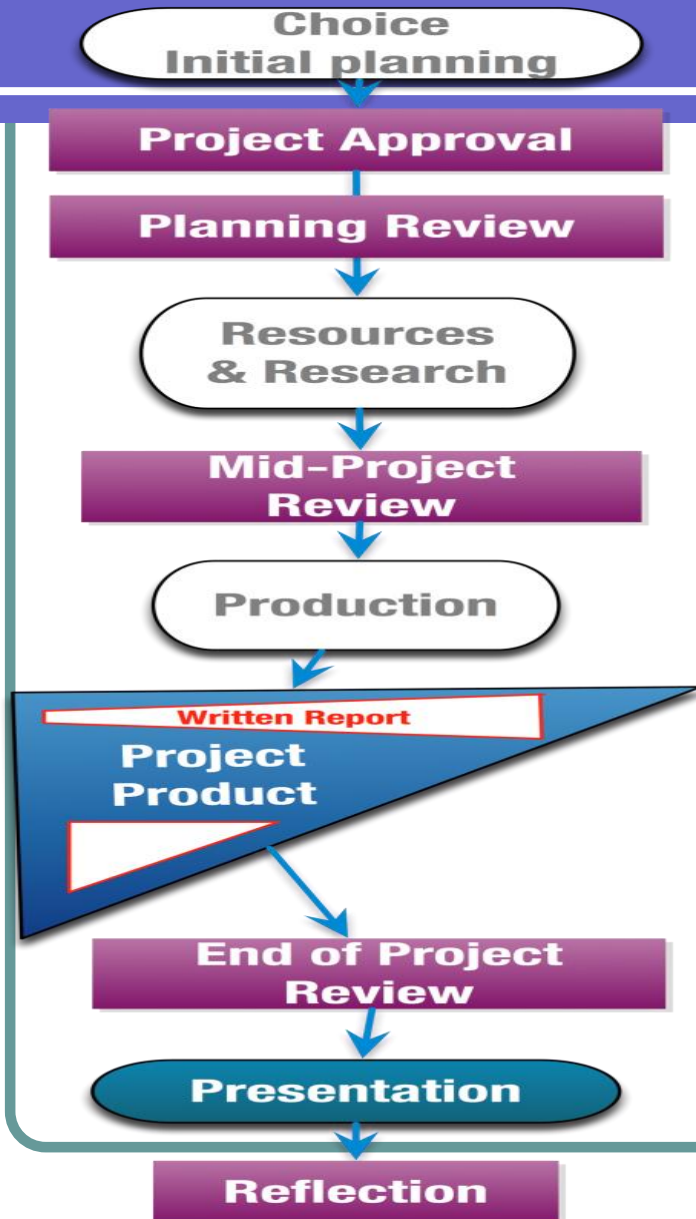 Choice
Initial planning
Project Approval
Planning Review
Resources
& Research
Mid-Project
Review
Production
Written Report
Project
Product
End of Project
Review
Presentation
Reflection